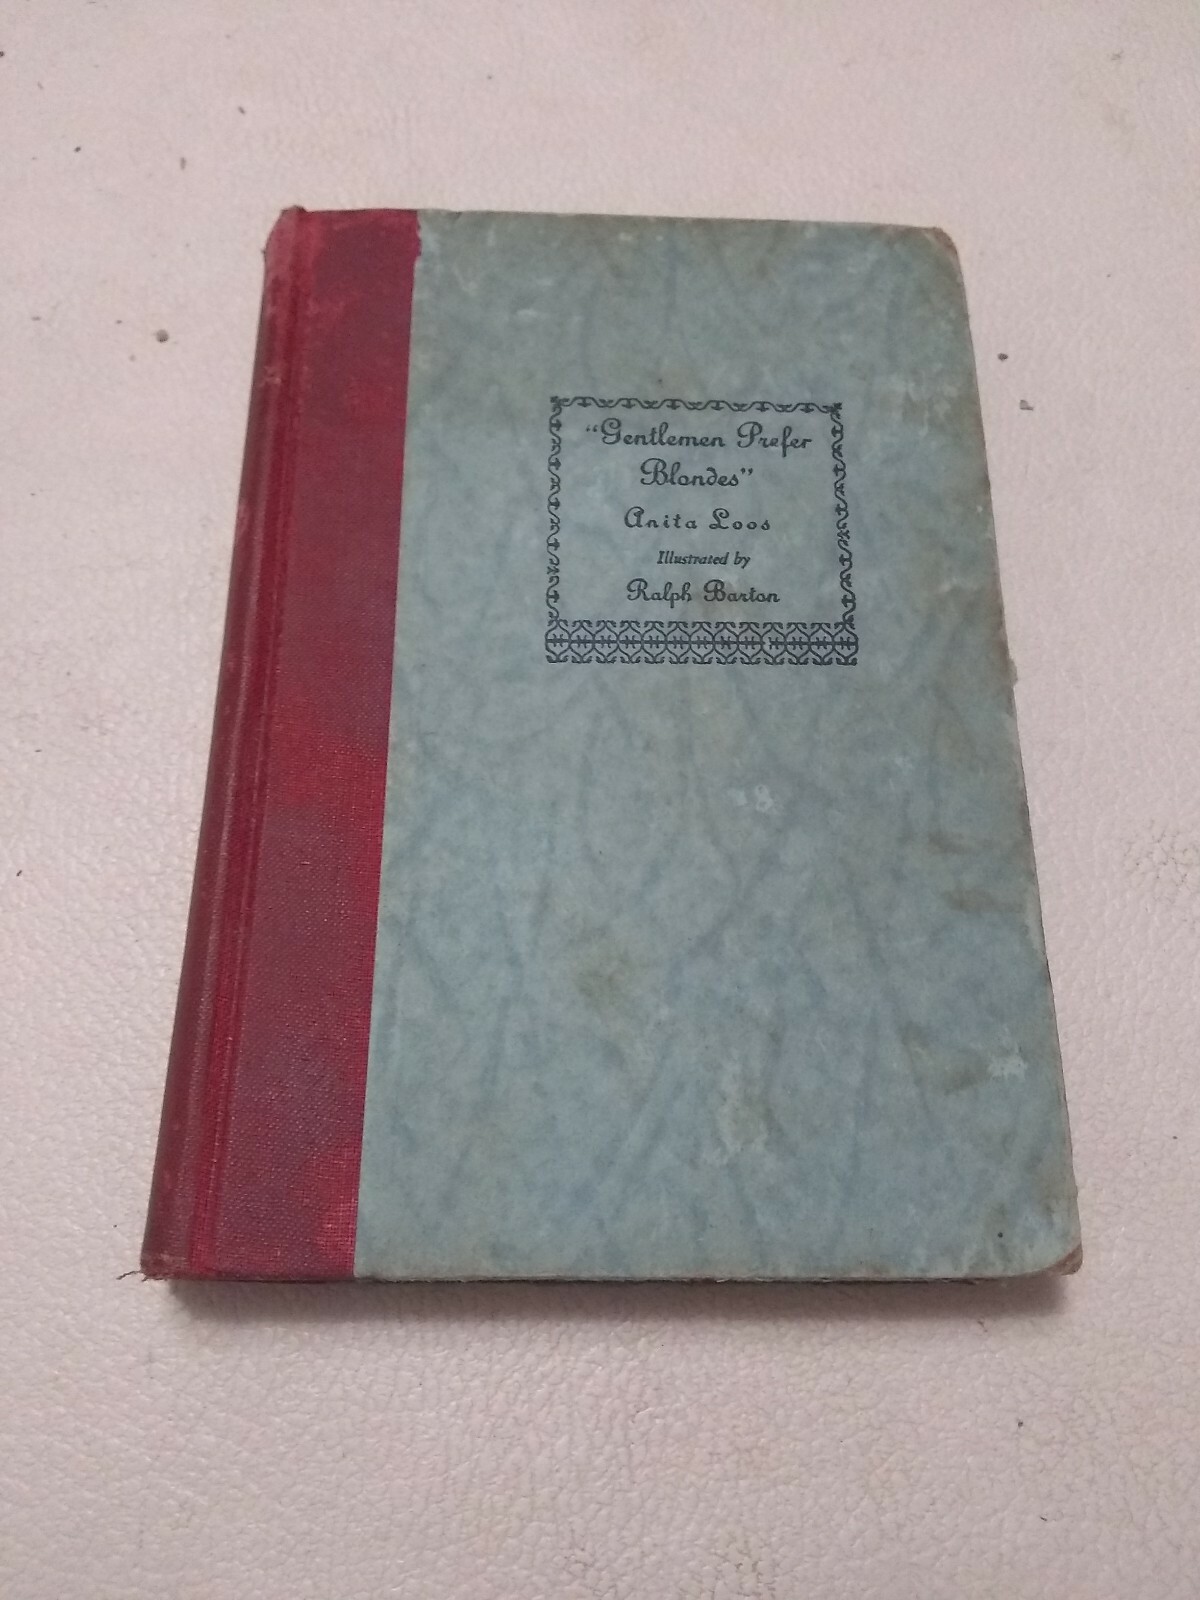 “Gentlemen Prefer
Blondes”
Anita Loos
Illustrated by
Ralph Barton